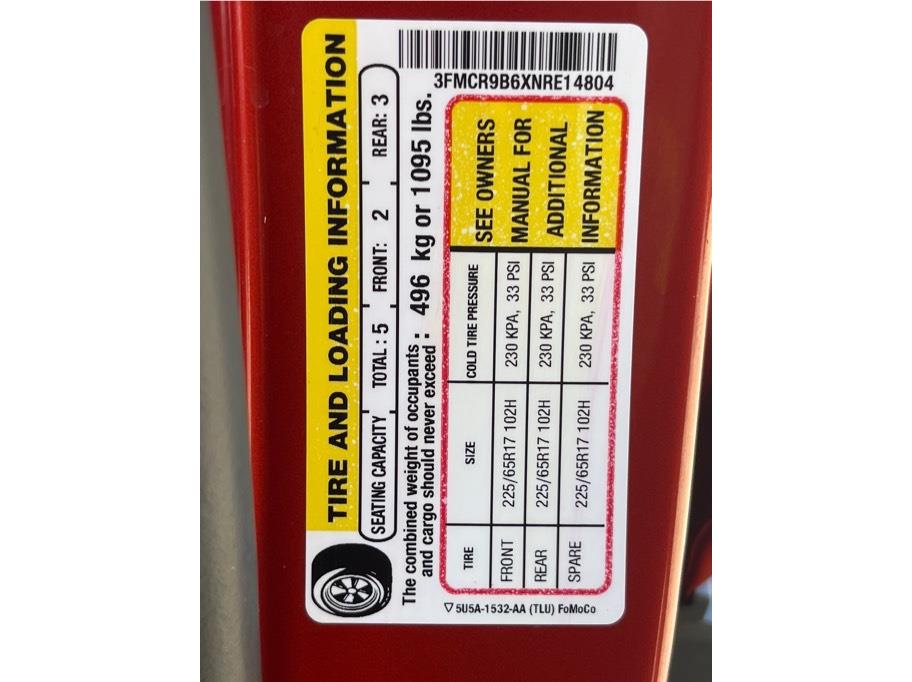 TIRE AND LOADING INFORMATION
SEATING CAPACITY TOTAL : 5 FRONT: 2 REAR: 3
The combined weight of occupants
and cargo should never exceed : 496 kg or 1095 lbs.
3FMCR9B6XNRE14804
TIRE SIZE COLD TIRE PRESSURE
FRONT 225/65R17 102H 230 KPA, 33 PSI
REAR 225/65R17 102H 230 KPA, 33 PSI
SPARE 225/65R17 102H 230 KPA, 33 PSI
SEE OWNERS
MANUAL FOR
ADDITIONAL
INFORMATION
5U5A-1532-AA (TLU) FoMoCo